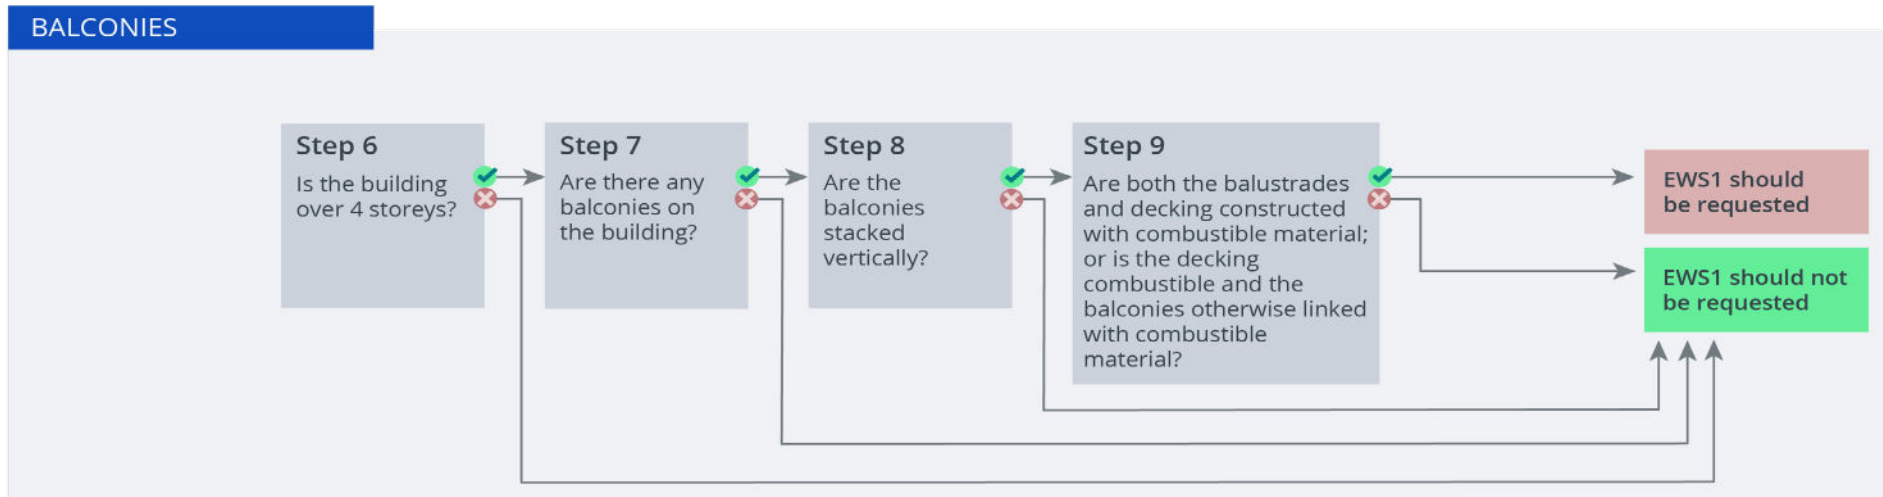 BALCONIES
Step 6
Is the building
over 4 storeys?
Step 7
Are there any
balconies on
the building?
Step 8
Are the
balconies
stacked
vertically?
Step 9
Are both the balustrades
and decking constructed
with combustible material;
or is the decking
combustible and the
balconies otherwise linked
with combustible
material?
EWS1 should
be requested
EWS1 should not
be requested